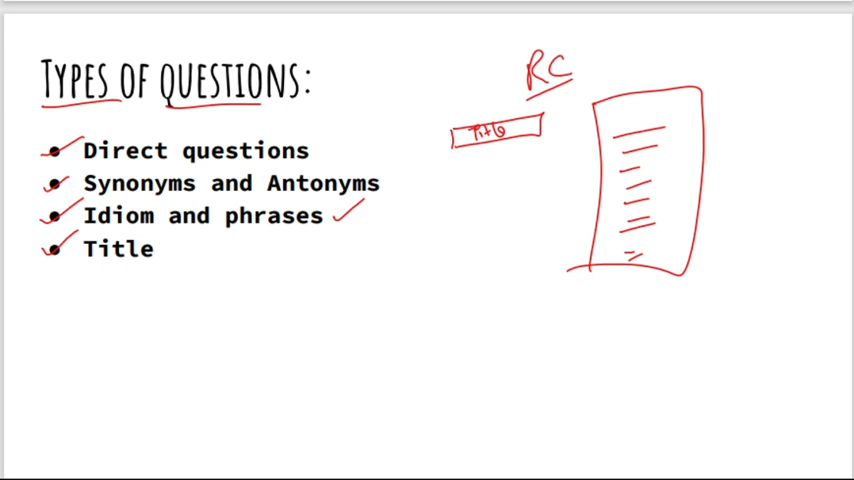 TYPES OF QUESTIONS:
RC
Title
Direct questions
Synonyms and Antonyms
Idiom and phrases
Title